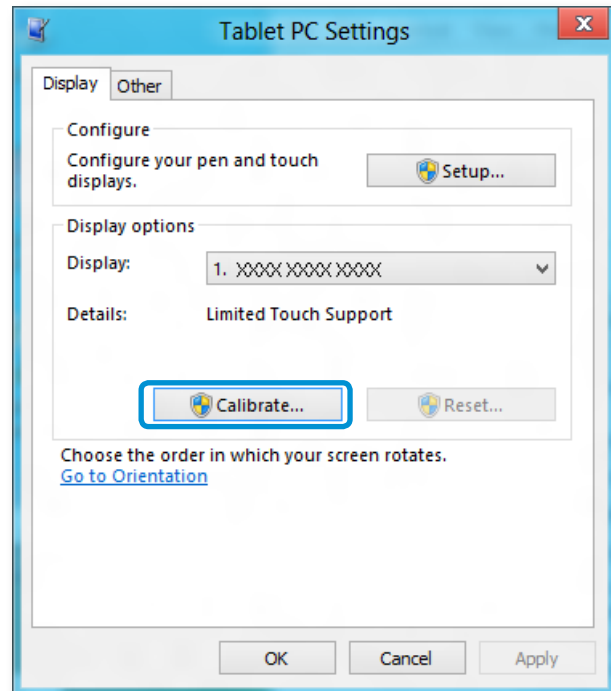 Tablet PC Settings
Display
Other
Configure
Configure your pen and touch
displays.
Setup...
Display options
Display:
1. XXXX XXXX XXXX
Details:
Limited Touch Support
Calibrate...
Reset...
Choose the order in which your screen rotates.
Go to Orientation
OK
Cancel
Apply